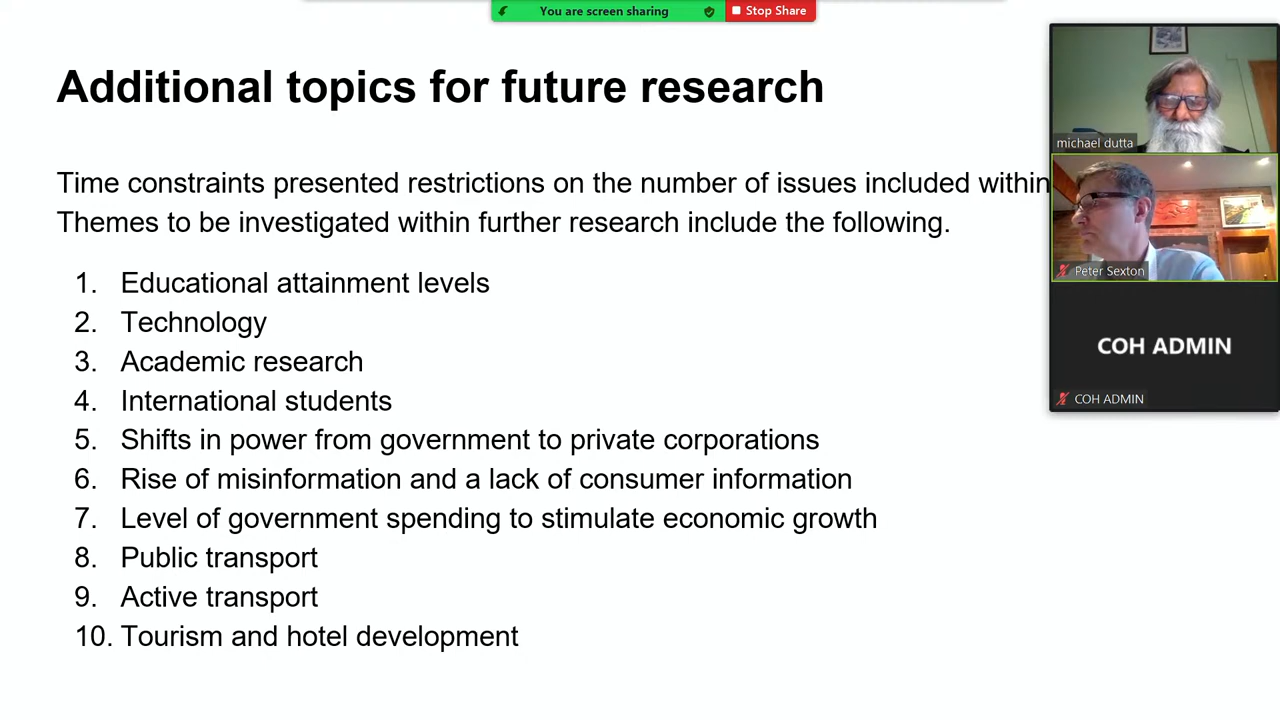 You are screen sharing
Stop Share
Additional topics for future research
Time constraints presented restrictions on the number of issues included within
Themes to be investigated within further research include the following.
1. Educational attainment levels
2. Technology
3. Academic research
4. International students
5. Shifts in power from government to private corporations
6. Rise of misinformation and a lack of consumer information
7. Level of government spending to stimulate economic growth
8. Public transport
9. Active transport
10. Tourism and hotel development
michael dutta
Peter Sexton
COH ADMIN
COH ADMIN